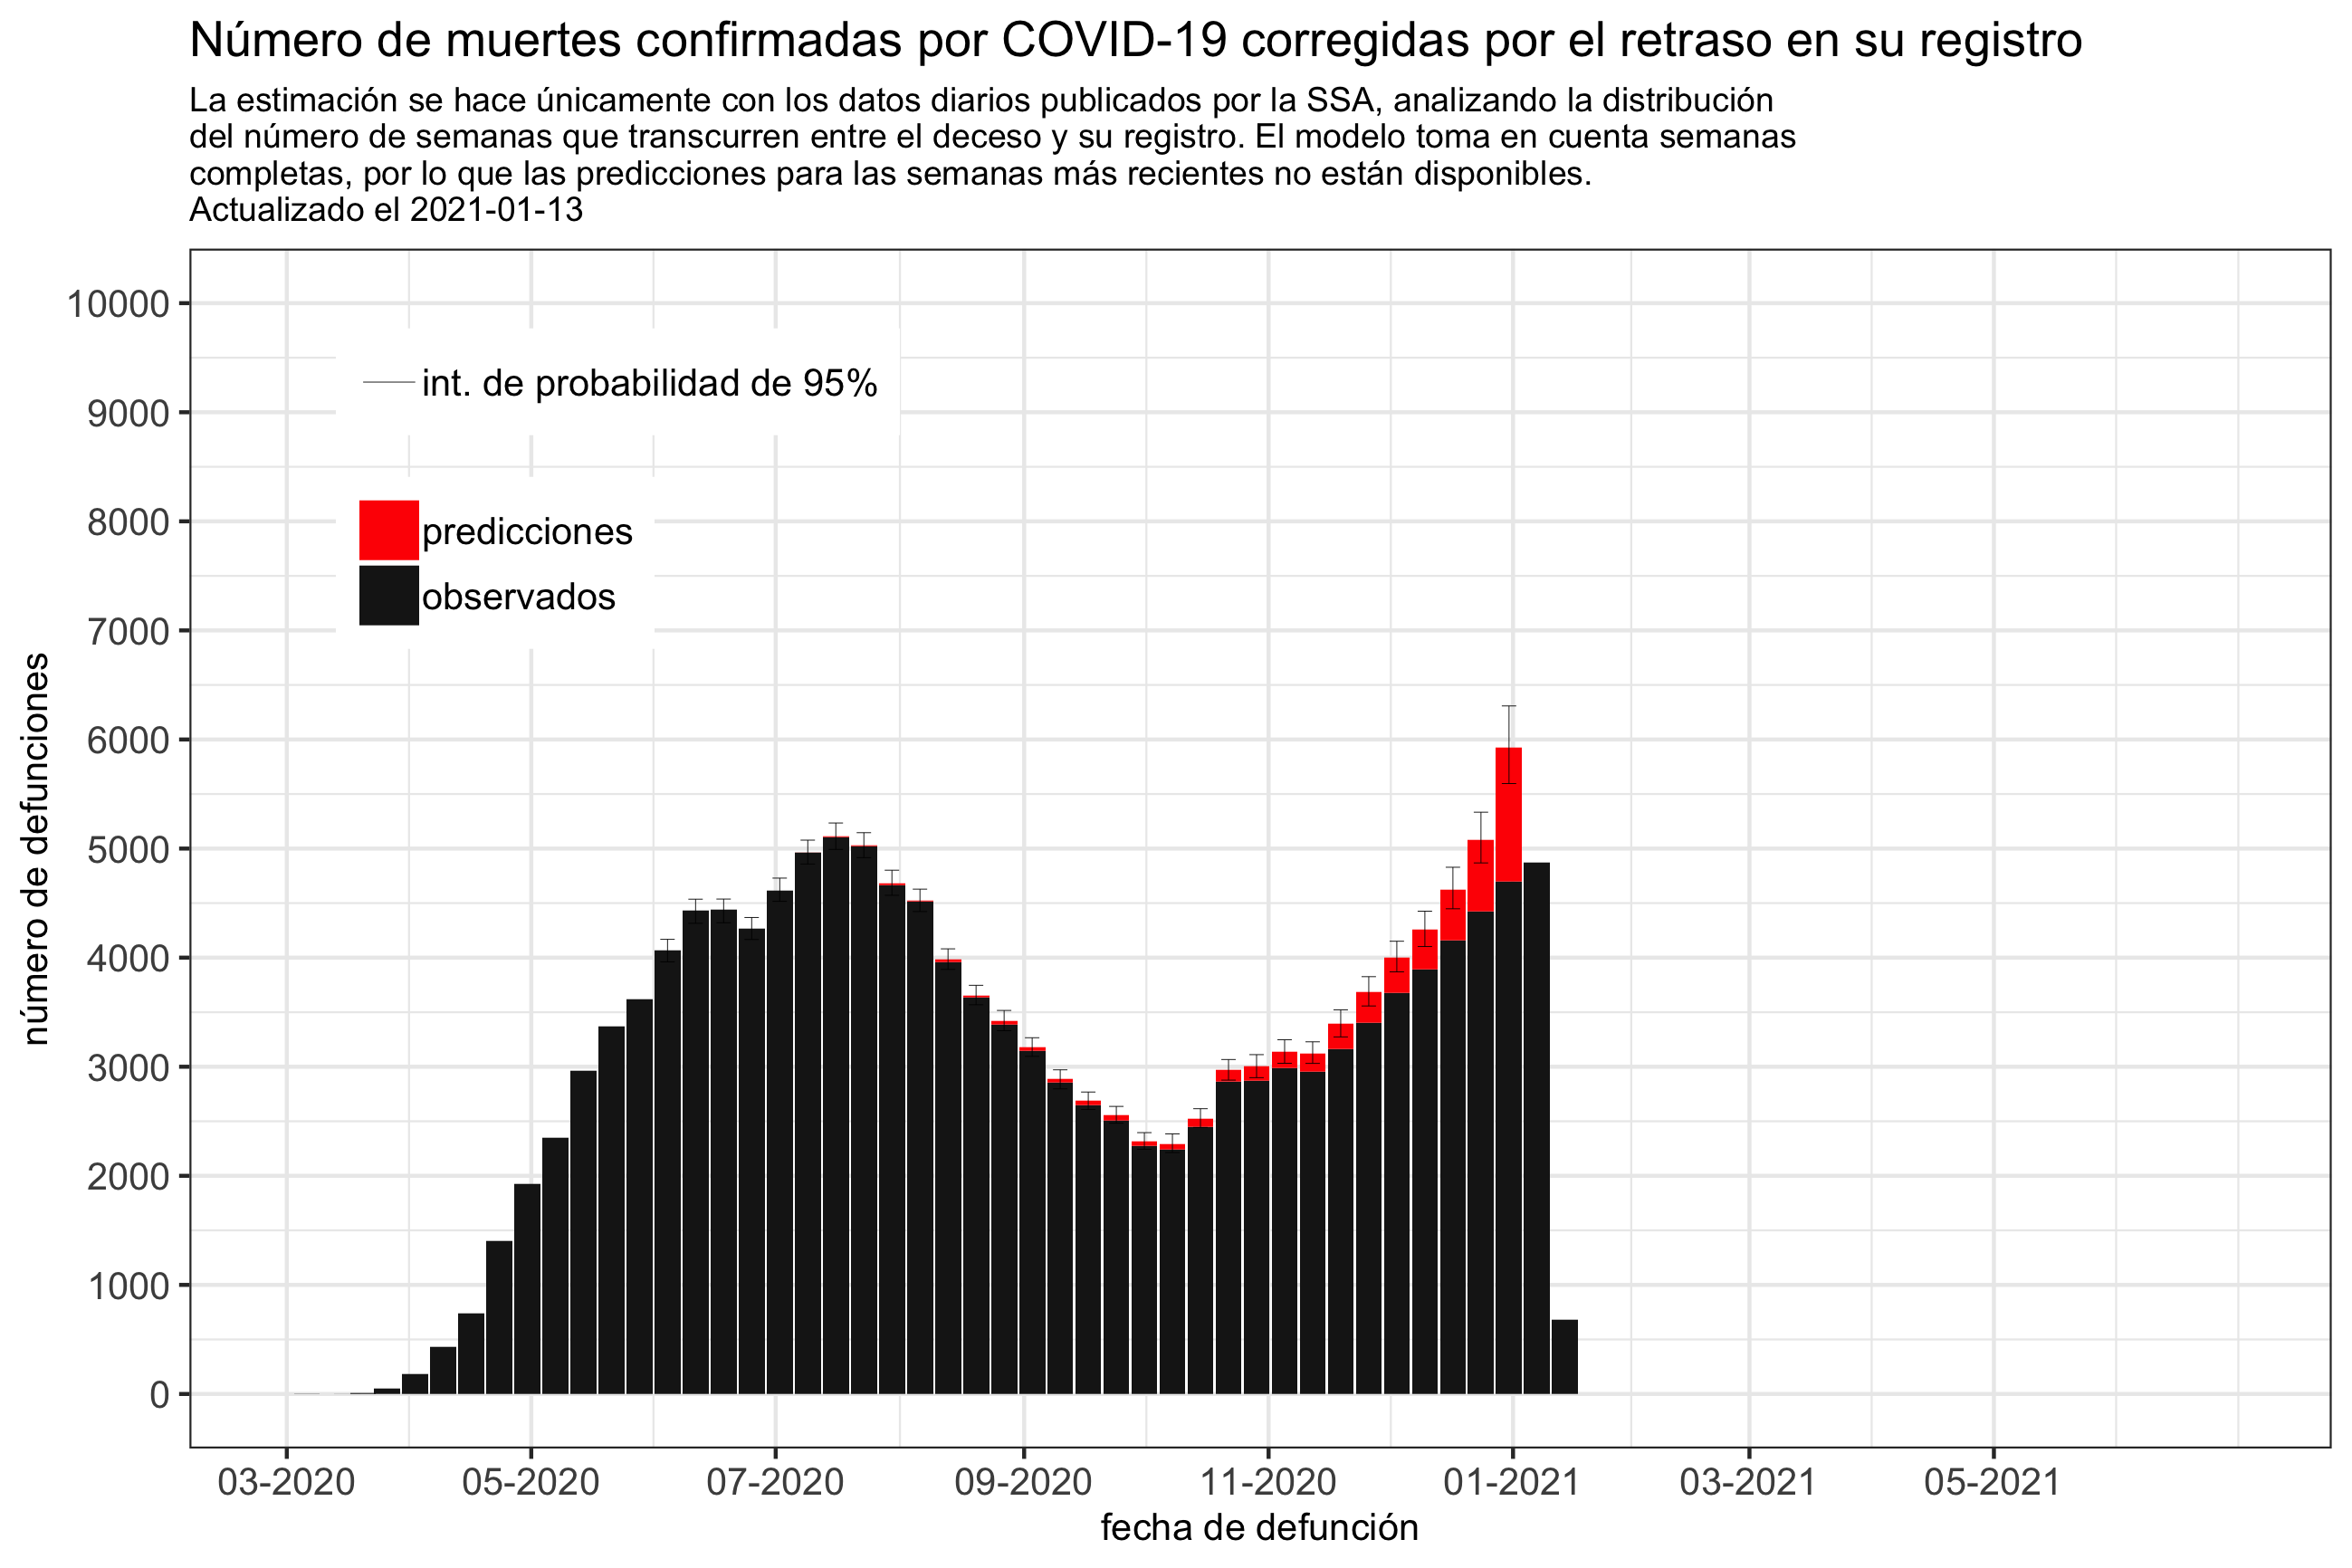 Número de muertes confirmadas por COVID-19 corregidas por el retraso en su registro
La estimación se hace únicamente con los datos diarios publicados por la SSA, analizando la distribución
del número de semanas que transcurren entre el deceso y su registro. El modelo toma en cuenta semanas
completas, por lo que las predicciones para las semanas más recientes no están disponibles.
Actualizado el 2021-01-13
número de defunciones
10000
9000
8000
7000
6000
5000
4000
3000
2000
1000
0
int. de probabilidad de 95%
predicciones
observados
03-2020
05-2020
07-2020
09-2020
11-2020
01-2021
03-2021
05-2021
fecha de defunción